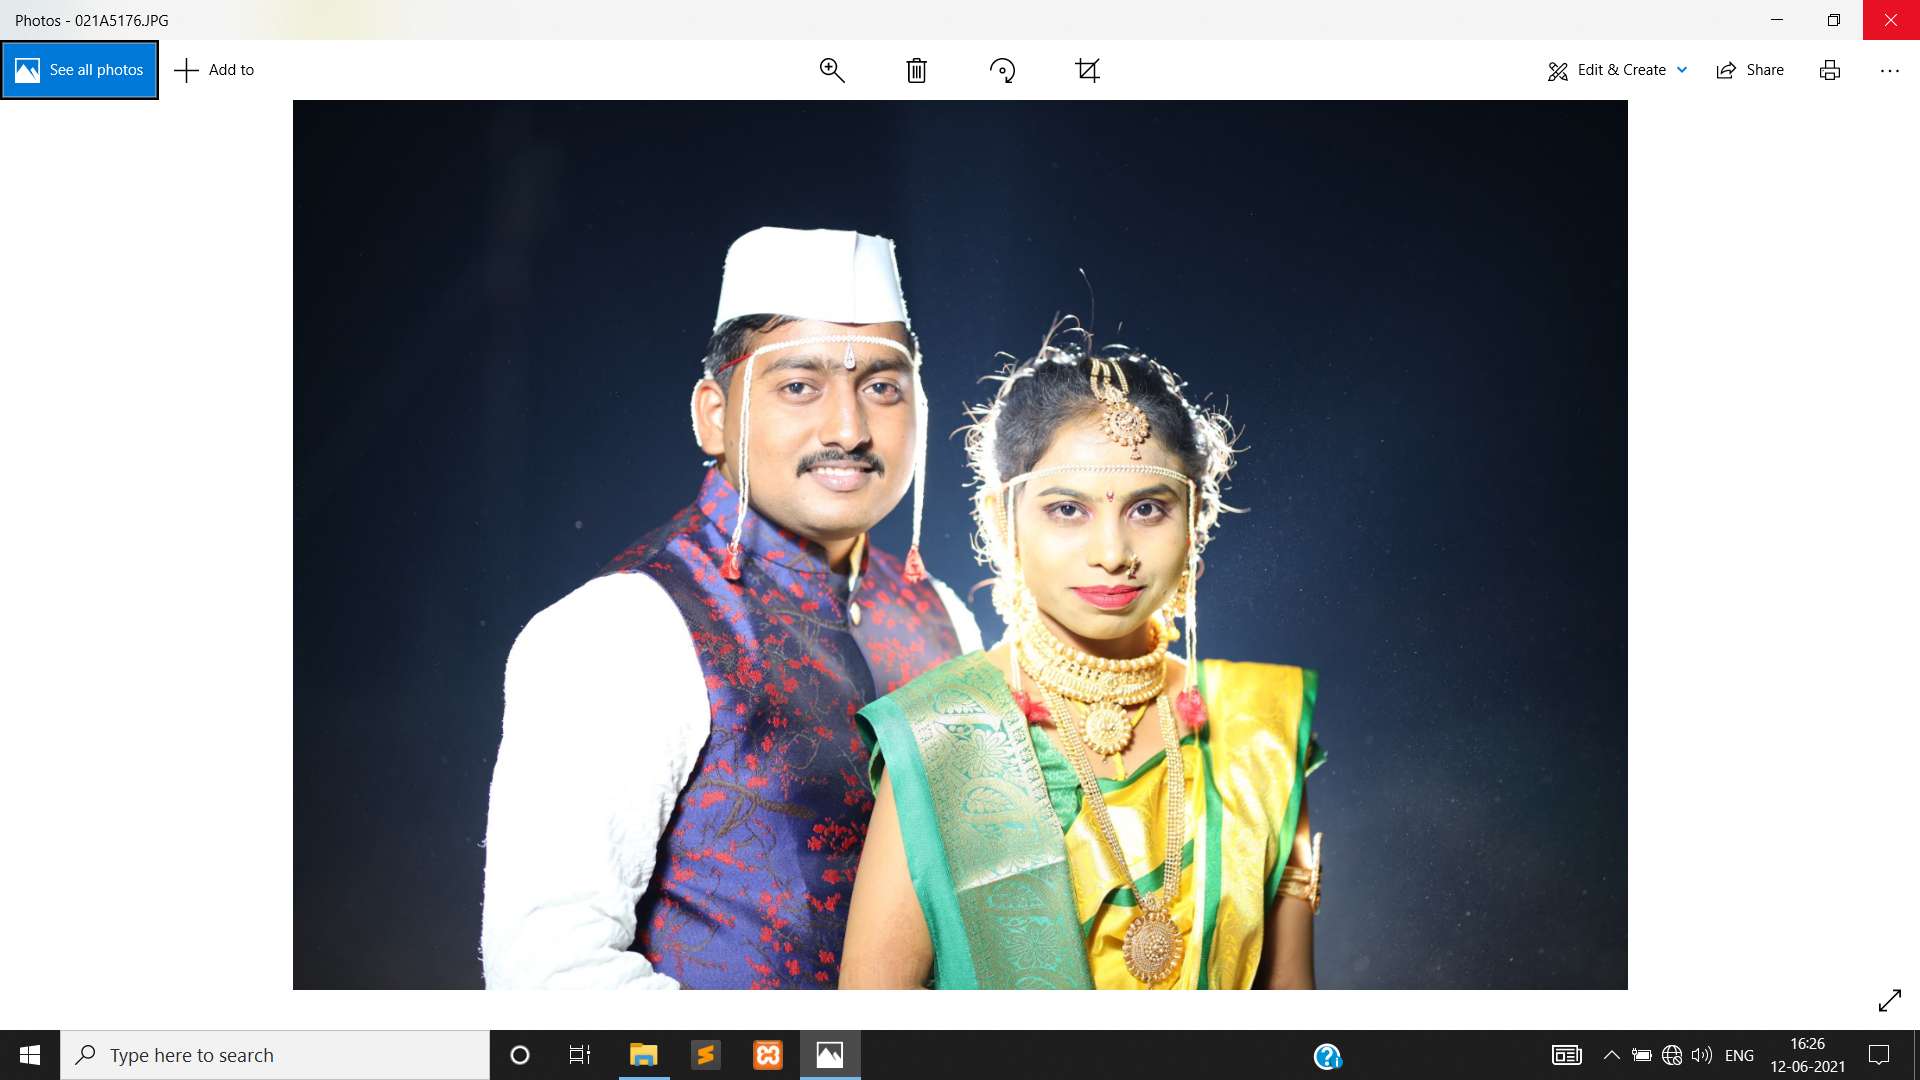 Photos - 021A5176.JPG
See all photos
Add to
Edit & Create
Share
Type here to search
ENG
16:26
12-06-2021